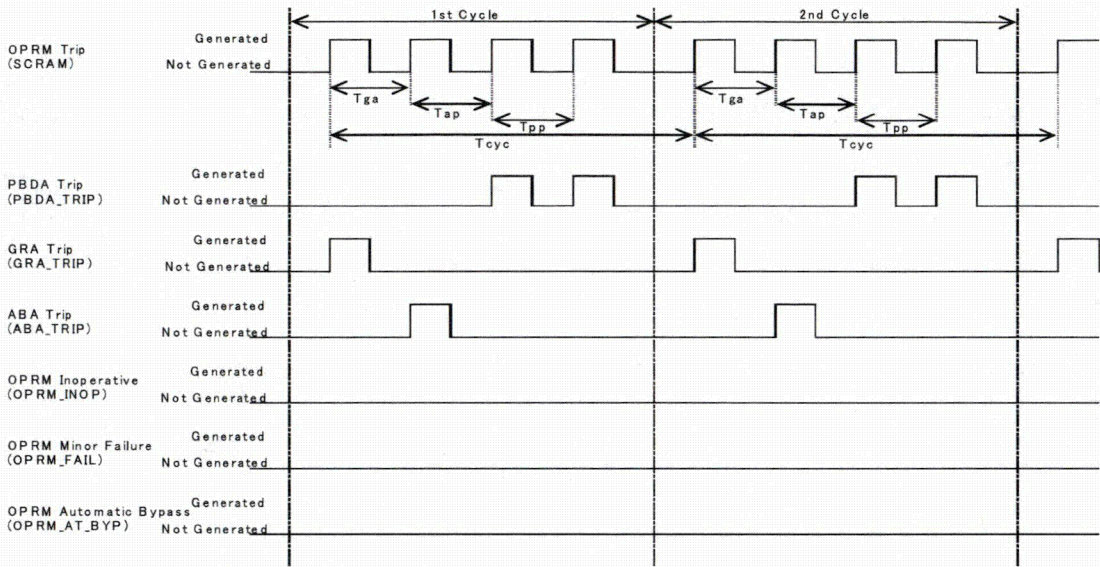 1st Cycle
2nd Cycle
OPRM Trip
(SCRAM)
Generated
Not Generated
Tga
Tap
Tpp
Tcyc
Tga
Tap
Tpp
Tcyc
PBDA Trip
(PBDA_TRIP)
Generated
Not Generated
GRA Trip
(GRA_TRIP)
Generated
Not Generated
ABA Trip
(ABA_TRIP)
Generated
Not Generated
OPRM Inoperative
(OPRM_INOP)
Generated
Not Generated
OPRM Minor Failure
(OPRM_FAIL)
Generated
Not Generated
OPRM Automatic Bypass
(OPRM_AT_BYP)
Generated
Not Generated